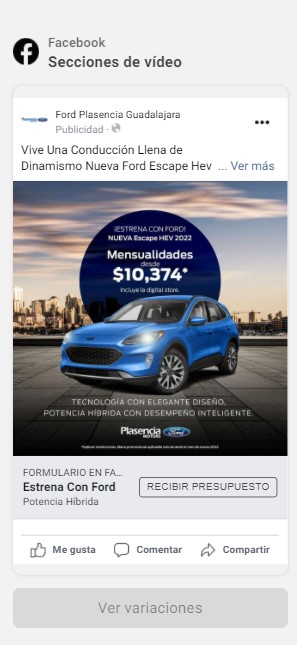 Facebook
Secciones de vídeo
Plasencia Ford
Ford Plasencia Guadalajara
Publicidad ·
Vive Una Conducción Llena de
Dinamismo Nueva Ford Escape Hev ... Ver más
¡ESTRENA CON FORD!
NUEVA Escape HEV 2022
Mensualidades
desde
$10,374*
Incluye la digital store.
TECNOLOGÍA CON ELEGANTE DISEÑO,
POTENCIA HÍBRIDA CON DESEMPEÑO INTELIGENTE.
Plasencia
MOTORS
Ford
FORMULARIO EN FA...
Estrena Con Ford
Potencia Híbrida
RECIBIR PRESUPUESTO
Me gusta
Comentar
Compartir
Ver variaciones